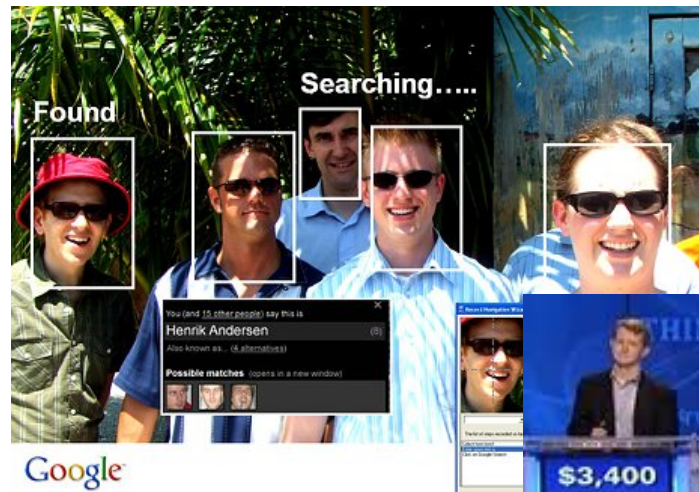 Searching.....
Found
You (and 15 other people) say this is
Henrik Andersen (8)
Also known as... (4 alternatives)
Possible matches (opens in a new window)
Google
$3,400